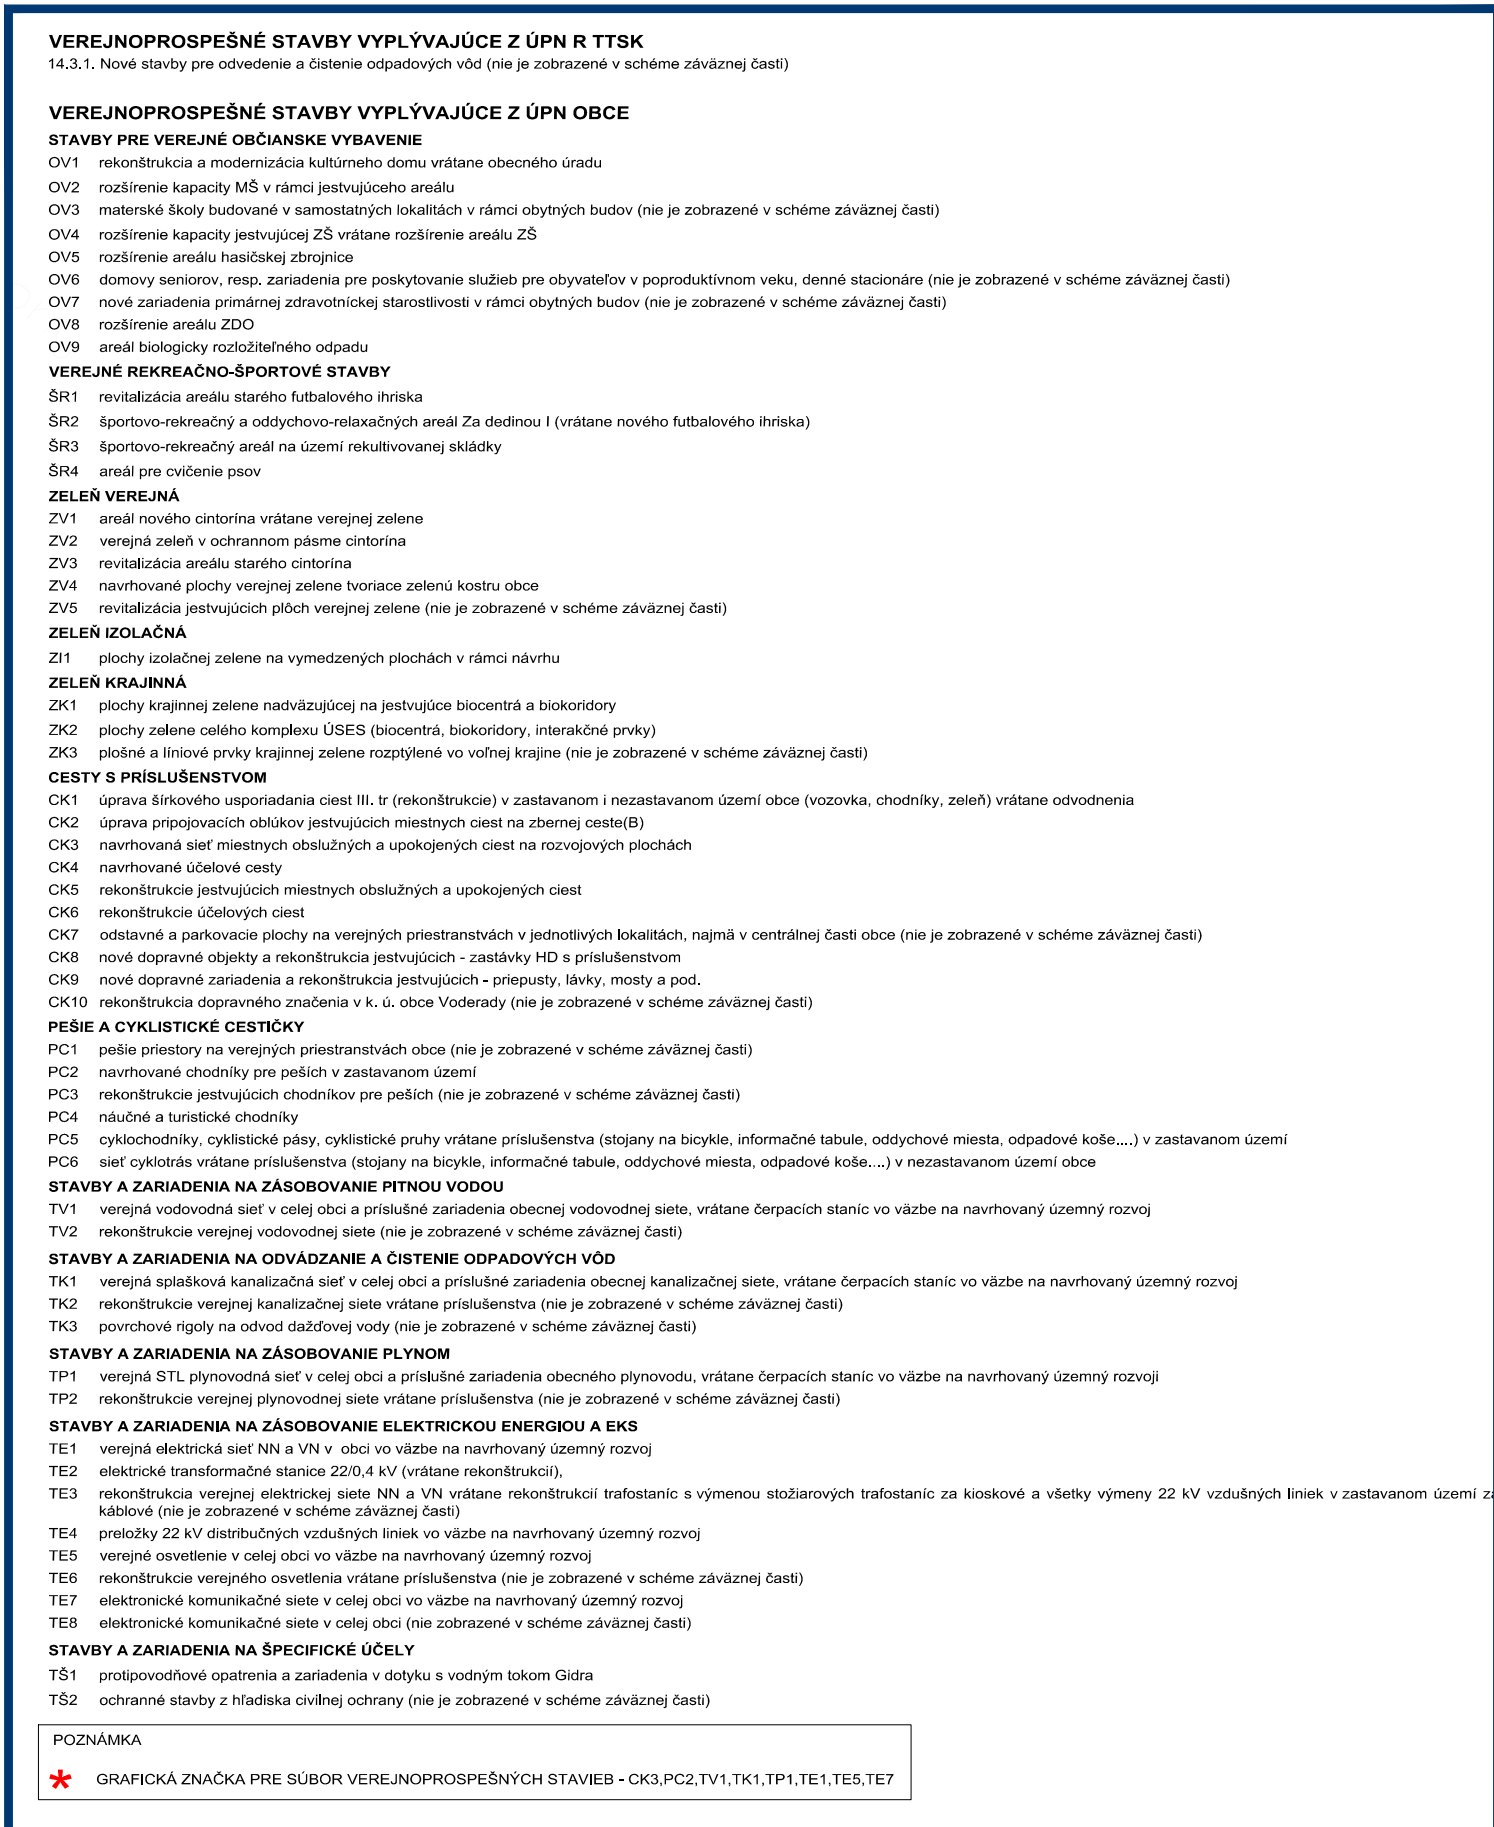 VEREJNOPROSPEŠNÉ STAVBY VYPLÝVAJÚCE Z ÚPN R TTSK
14.3.1. Nové stavby pre odvedenie a čistenie odpadových vôd (nie je zobrazené v schéme záväznej časti)
VEREJNOPROSPEŠNÉ STAVBY VYPLÝVAJÚCE Z ÚPN OBCE
STAVBY PRE VEREJNÉ OBČIANSKE VYBAVENIE
OV1 rekonštrukcia a modernizácia kultúrneho domu vrátane obecného úradu
OV2 rozšírenie kapacity MŠ v rámci jestvujúceho areálu
OV3 materské školy budované v samostatných lokalitách v rámci obytných budov (nie je zobrazené v schéme záväznej časti)
OV4 rozšírenie kapacity jestvujúcej ZŠ vrátane rozšírenie areálu ZŠ
OV5 rozšírenie areálu hasičskej zbrojnice
OV6 domovy seniorov, resp. zariadenia pre poskytovanie služieb pre obyvateľov v poproduktívnom veku, denné stacionáre (nie je zobrazené v schéme záväznej časti)
OV7 nové zariadenia primárnej zdravotníckej starostlivosti v rámci obytných budov (nie je zobrazené v schéme záväznej časti)
OV8 rozšírenie areálu ZDO
OV9 areál biologicky rozložiteľného odpadu
VEREJNÉ REKREAČNO-ŠPORTOVÉ STAVBY
ŠR1 revitalizácia areálu starého futbalového ihriska
ŠR2 športovo-rekreačný a oddychovo-relaxačných areál Za dedinou I (vrátane nového futbalového ihriska)
ŠR3 športovo-rekreačný areál na území rekultivovanej skládky
ŠR4 areál pre cvičenie psov
ZELEŇ VEREJNÁ
ZV1 areál nového cintorína vrátane verejnej zelene
ZV2 verejná zeleň v ochrannom pásme cintorína
ZV3 revitalizácia areálu starého cintorína
ZV4 navrhované plochy verejnej zelene tvoriace zelenú kostru obce
ZV5 revitalizácia jestvujúcich plôch verejnej zelene (nie je zobrazené v schéme záväznej časti)
ZELEŇ IZOLAČNÁ
ZI1 plochy izolačnej zelene na vymedzených plochách v rámci návrhu
ZELEŇ KRAJINNÁ
ZK1 plochy krajinnej zelene nadväzujúcej na jestvujúce biocentrá a biokoridory
ZK2 plochy zelene celého komplexu ÚSES (biocentrá, biokoridory, interakčné prvky)
ZK3 plošné a líniové prvky krajinnej zelene rozptýlené vo voľnej krajine (nie je zobrazené v schéme záväznej časti)
CESTY S PRÍSLUŠENSTVOM
CK1 úprava šírkového usporiadania ciest III. tr (rekonštrukcie) v zastavanom i nezastavanom území obce (vozovka, chodníky, zeleň) vrátane odvodnenia
CK2 úprava pripojovacích oblúkov jestvujúcich miestnych ciest na zbernej ceste(B)
CK3 navrhovaná sieť miestnych obslužných a upokojených ciest na rozvojových plochách
CK4 navrhované účelové cesty
CK5 rekonštrukcie jestvujúcich miestnych obslužných a upokojených ciest
CK6 rekonštrukcie účelových ciest
CK7 odstavné a parkovacie plochy na verejných priestranstvách v jednotlivých lokalitách, najmä v centrálnej časti obce (nie je zobrazené v schéme záväznej časti)
CK8 nové dopravné objekty a rekonštrukcia jestvujúcich - zastávky HD s príslušenstvom
CK9 nové dopravné zariadenia a rekonštrukcia jestvujúcich - priepusty, lávky, mosty a pod.
CK10 rekonštrukcia dopravného značenia v k. ú. obce Voderady (nie je zobrazené v schéme záväznej časti)
PEŠIE A CYKLISTICKÉ CESTIČKY
PC1 pešie priestory na verejných priestranstvách obce (nie je zobrazené v schéme záväznej časti)
PC2 navrhované chodníky pre peších v zastavanom území
PC3 rekonštrukcie jestvujúcich chodníkov pre peších (nie je zobrazené v schéme záväznej časti)
PC4 náučné a turistické chodníky
PC5 cyklochodníky, cyklistické pásy, cyklistické pruhy vrátane príslušenstva (stojany na bicykle, informačné tabule, oddychové miesta, odpadové koše....) v zastavanom území
PC6 sieť cyklotrás vrátane príslušenstva (stojany na bicykle, informačné tabule, oddychové miesta, odpadové koše....) v nezastavanom území obce
STAVBY A ZARIADENIA NA ZÁSOBOVANIE PITNOU VODOU
TV1 verejná vodovodná sieť v celej obci a príslušné zariadenia obecnej vodovodnej siete, vrátane čerpacích staníc vo väzbe na navrhovaný územný rozvoj
TV2 rekonštrukcie verejnej vodovodnej siete (nie je zobrazené v schéme záväznej časti)
STAVBY A ZARIADENIA NA ODVÁDZANIE A ČISTENIE ODPADOVÝCH VÔD
TK1 verejná splašková kanalizačná sieť v celej obci a príslušné zariadenia obecnej kanalizačnej siete, vrátane čerpacích staníc vo väzbe na navrhovaný územný rozvoj
TK2 rekonštrukcie verejnej kanalizačnej siete vrátane príslušenstva (nie je zobrazené v schéme záväznej časti)
TK3 povrchové rigoly na odvod dažďovej vody (nie je zobrazené v schéme záväznej časti)
STAVBY A ZARIADENIA NA ZÁSOBOVANIE PLYNOM
TP1 verejná STL plynovodná sieť v celej obci a príslušné zariadenia obecného plynovodu, vrátane čerpacích staníc vo väzbe na navrhovaný územný rozvoji
TP2 rekonštrukcie verejnej plynovodnej siete vrátane príslušenstva (nie je zobrazené v schéme záväznej časti)
STAVBY A ZARIADENIA NA ZÁSOBOVANIE ELEKTRICKOU ENERGIOU A EKS
TE1 verejná elektrická sieť NN a VN v obci vo väzbe na navrhovaný územný rozvoj
TE2 elektrické transformačné stanice 22/0,4 kV (vrátane rekonštrukcií),
TE3 rekonštrukcia verejnej elektrickej siete NN a VN vrátane rekonštrukcií trafostaníc s výmenou stožiarových trafostaníc za kioskové a všetky výmeny 22 kV vzdušných liniek v zastavanom území za
káblové (nie je zobrazené v schéme záväznej časti)
TE4 preložky 22 kV distribučných vzdušných liniek vo väzbe na navrhovaný územný rozvoj
TE5 verejné osvetlenie v celej obci vo väzbe na navrhovaný územný rozvoj
TE6 rekonštrukcie verejného osvetlenia vrátane príslušenstva (nie je zobrazené v schéme záväznej časti)
TE7 elektronické komunikačné siete v celej obci vo väzbe na navrhovaný územný rozvoj
TE8 elektronické komunikačné siete v celej obci (nie zobrazené v schéme záväznej časti)
STAVBY A ZARIADENIA NA ŠPECIFICKÉ ÚČELY
TŠ1 protipovodňové opatrenia a zariadenia v dotyku s vodným tokom Gidra
TŠ2 ochranné stavby z hľadiska civilnej ochrany (nie je zobrazené v schéme záväznej časti)
POZNÁMKA
* GRAFICKÁ ZNAČKA PRE SÚBOR VEREJNOPROSPEŠNÝCH STAVIEB - CK3,PC2,TV1,TK1,TP1,TE1,TE5,TE7